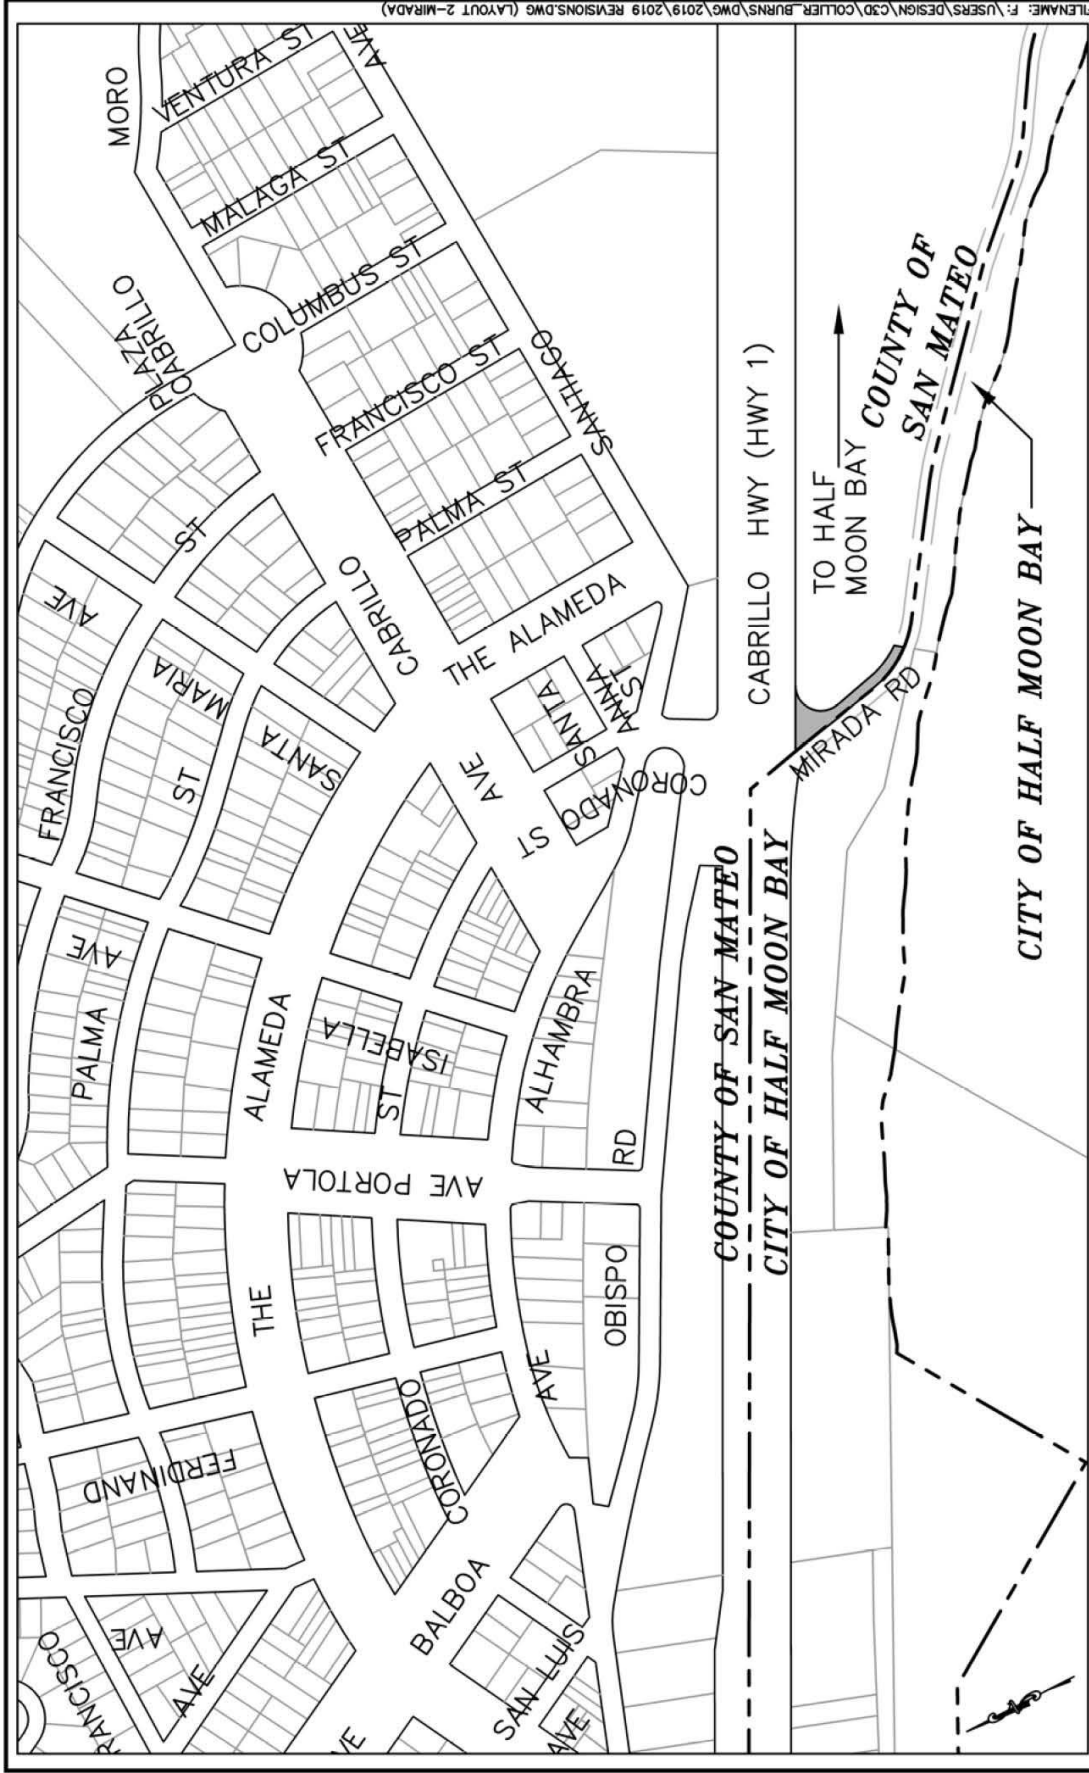 FILENAME: F:\USERS\DESIGN\C3D\COLLIER_BURNS\DWG\2019\2019 REVISIONS.DWG (LAYOUT 2-MIRADA)
MORO
VENTURA ST
AVE
MALAGA ST
COLUMBUS ST
PLAZA
CABRILLO
FRANCISCO ST
SANTIAGO
PALMA ST
CABRILLO
AVE
THE ALAMEDA
ST
AVE
FRANCISCO
MARIA
ST
SANTA
SANTA
ANNA
ST
CORONADO
ST
CABRILLO HWY (HWY 1)
TO HALF
MOON BAY
COUNTY OF
SAN MATEO
CITY OF HALF MOON BAY
MIRADA RD
COUNTY OF SAN MATEO
CITY OF HALF MOON BAY
AVE
PALMA
ALAMEDA
ISABELLA
ST
ALHAMBRA
RD
AVE PORTOLA
THE
OBISPO
AVE
CORONADO
FERDINAND
BALBOA
SAN LUIS
AVE
AVE
RANCISCO
AVE
VE